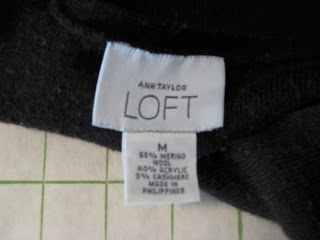 ANN TAYLOR
LOFT
M
55% MERINO
WOOL
40% ACRYLIC
5% CASHMERE
MADE IN
PHILIPPINES